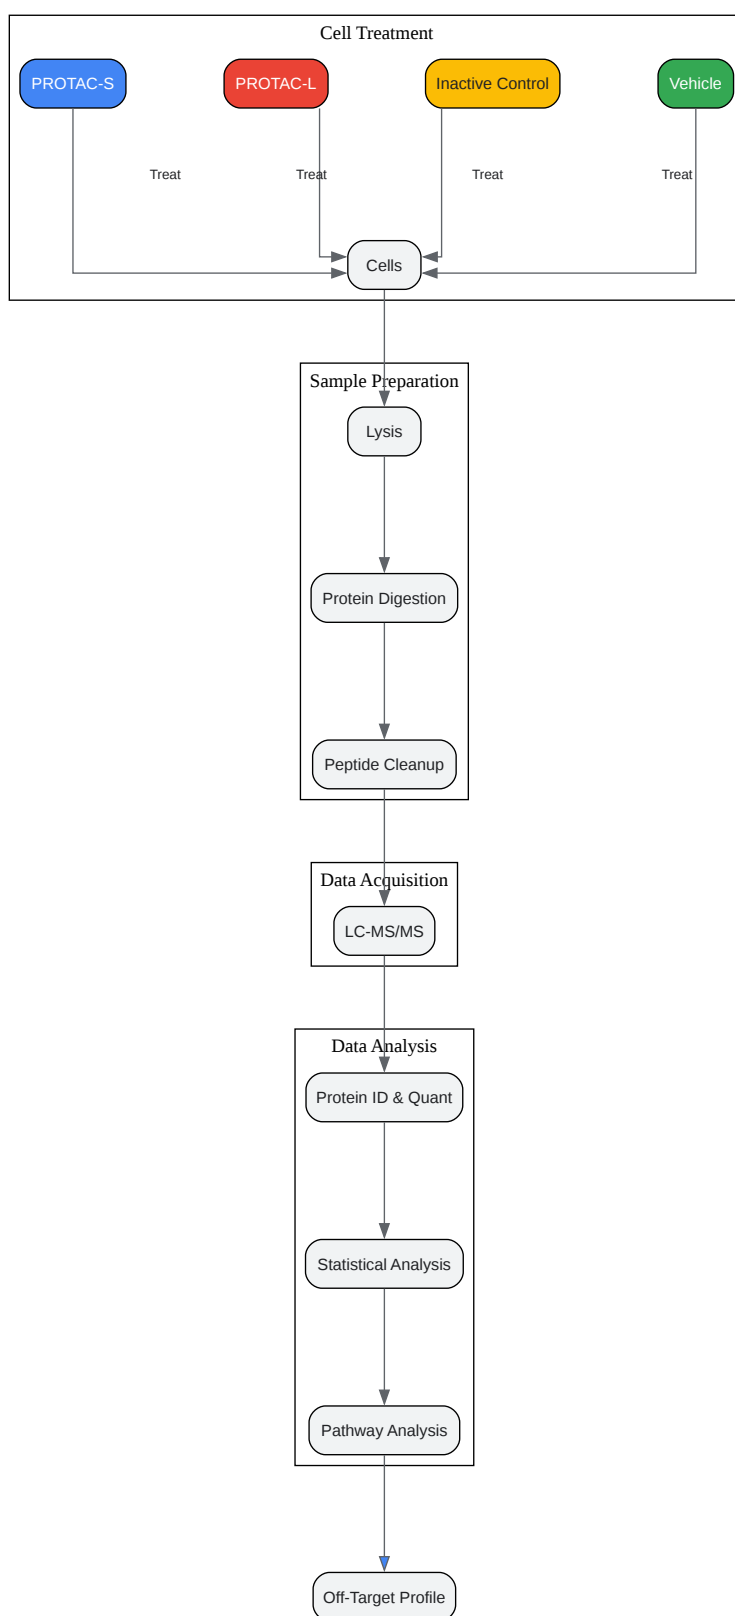 Cell Treatment
PROTAC-S
PROTAC-L
Inactive Control
Vehicle
Treat
Treat
Treat
Treat
Cells
Sample Preparation
Lysis
Protein Digestion
Peptide Cleanup
Data Acquisition
LC-MS/MS
Data Analysis
Protein ID & Quant
Statistical Analysis
Pathway Analysis
Off-Target Profile